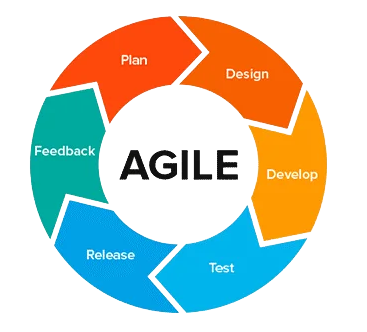 Plan
Design
Feedback
AGILE
Develop
Release
Test